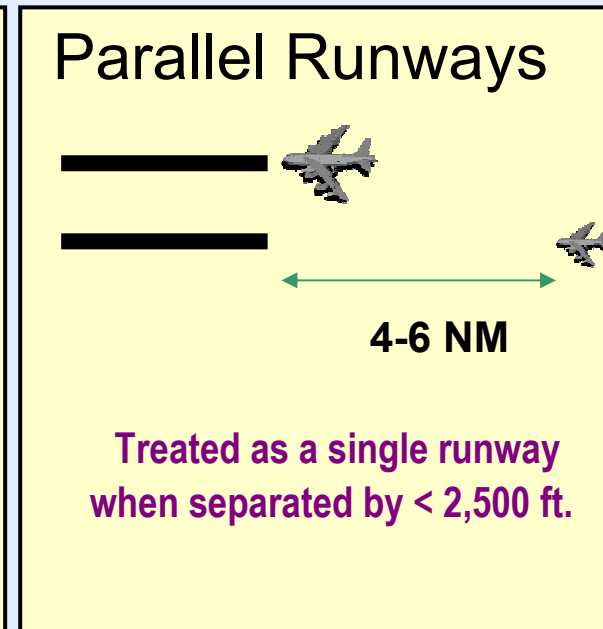 Parallel Runways
4-6 NM
Treated as a single runway
when separated by < 2,500 ft.